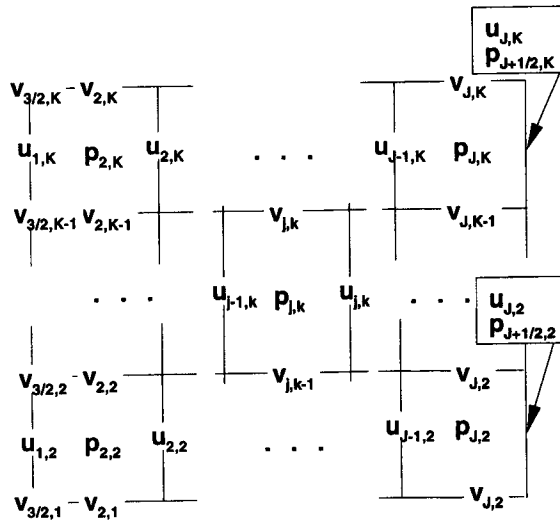 u_{J,K}
p_{J+1/2,K}
v_{3/2,K} v_{2,K} v_{J,K}
u_{1,K} p_{2,K} u_{2,K} . . . u_{J-1,K} p_{J,K}
v_{3/2,K-1} v_{2,K-1} v_{j,k} v_{J,K-1}
. . . u_{j-1,k} p_{j,k} u_{j,k} . . . u_{J,2}
p_{J+1/2,2}
v_{3/2,2} v_{2,2} v_{j,k-1} v_{J,2}
u_{1,2} p_{2,2} u_{2,2} . . . u_{J-1,2} p_{J,2}
v_{3/2,1} v_{2,1} v_{J,2}